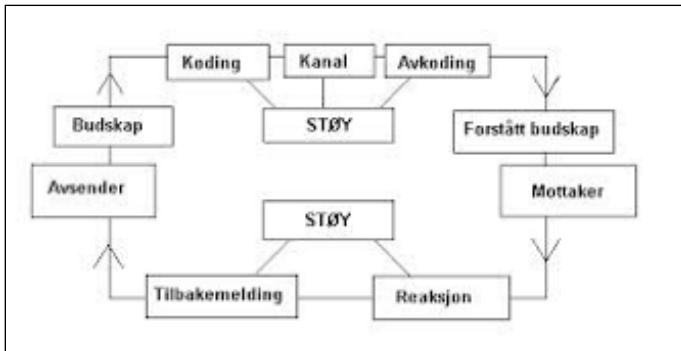 Koding
Kanal
Avkoding
STØY
Budskap
Forstått budskap
Avsender
Mottaker
STØY
Tilbakemelding
Reaksjon